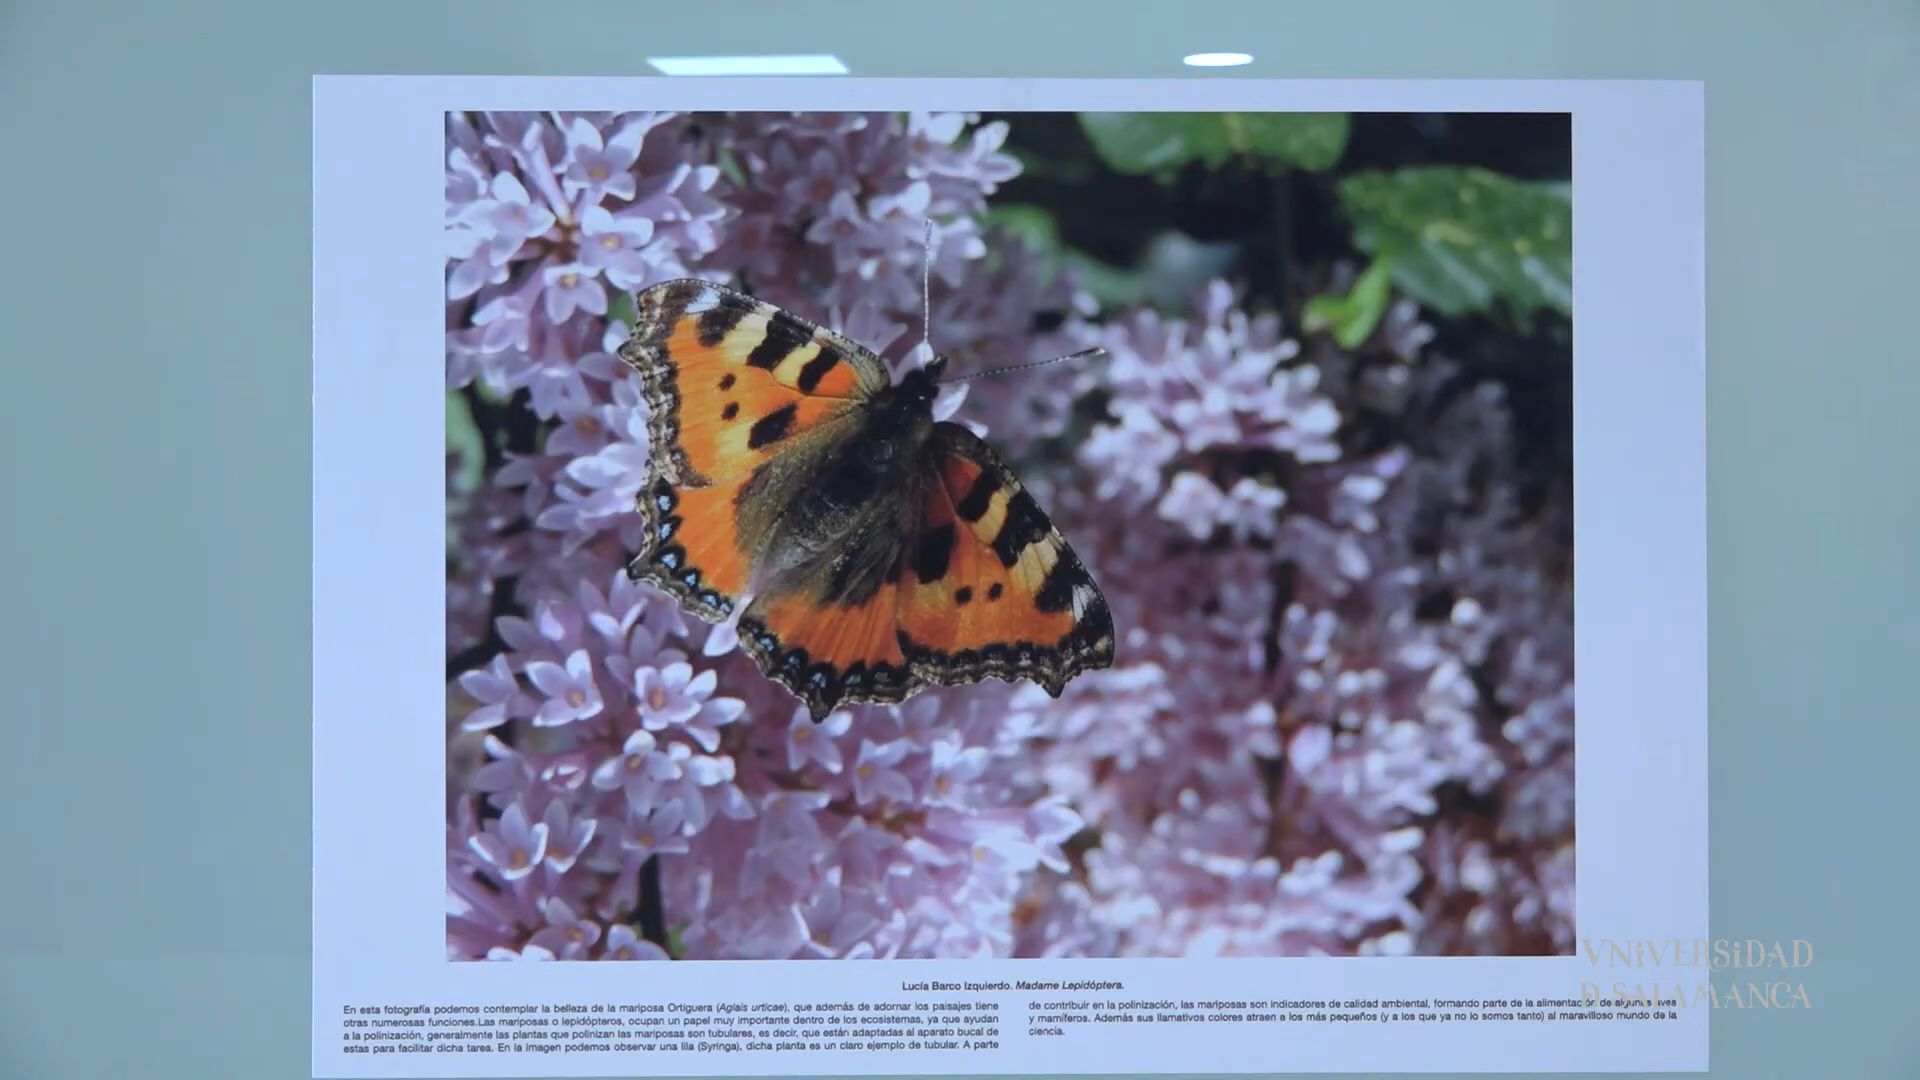 Lucía Barco Izquierdo. Madame Lepidóptera.
En esta fotografía podemos contemplar la belleza de la mariposa Ortiguera (Aglais urticae), que además de adornar los paisajes tiene
otras numerosas funciones.Las mariposas o lepidópteros, ocupan un papel muy importante dentro de los ecosistemas, ya que ayudan
a la polinización, generalmente las plantas que polinizan las mariposas son tubulares, es decir, que están adaptadas al aparato bucal de
estas para facilitar dicha tarea. En la imagen podemos observar una lila (Syringa), dicha planta es un claro ejemplo de tubular. A parte
de contribuir en la polinización, las mariposas son indicadores de calidad ambiental, formando parte de la alimentación de algunas aves
y mamíferos. Además sus llamativos colores atraen a los más pequeños (y a los que ya no lo somos tanto) al maravilloso mundo de la
ciencia.
VNiVERSiDAD
D SALAMANCA